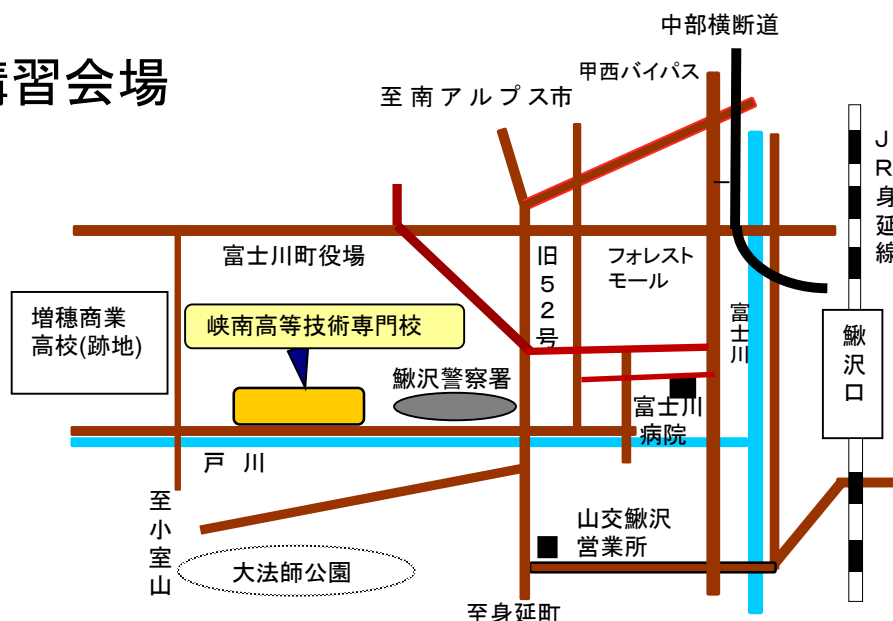 中部横断道
講習会場
甲西バイパス
至 南 ア ル プ ス 市
JR身延線
富士川町役場
旧52号
フォレスト
モール
増穂商業
高校(跡地)
峡南高等技術専門校
富士川
鰍沢口
鰍沢警察署
富士川
病院
戸 川
至小室山
山交鰍沢
営業所
大法師公園
至身延町